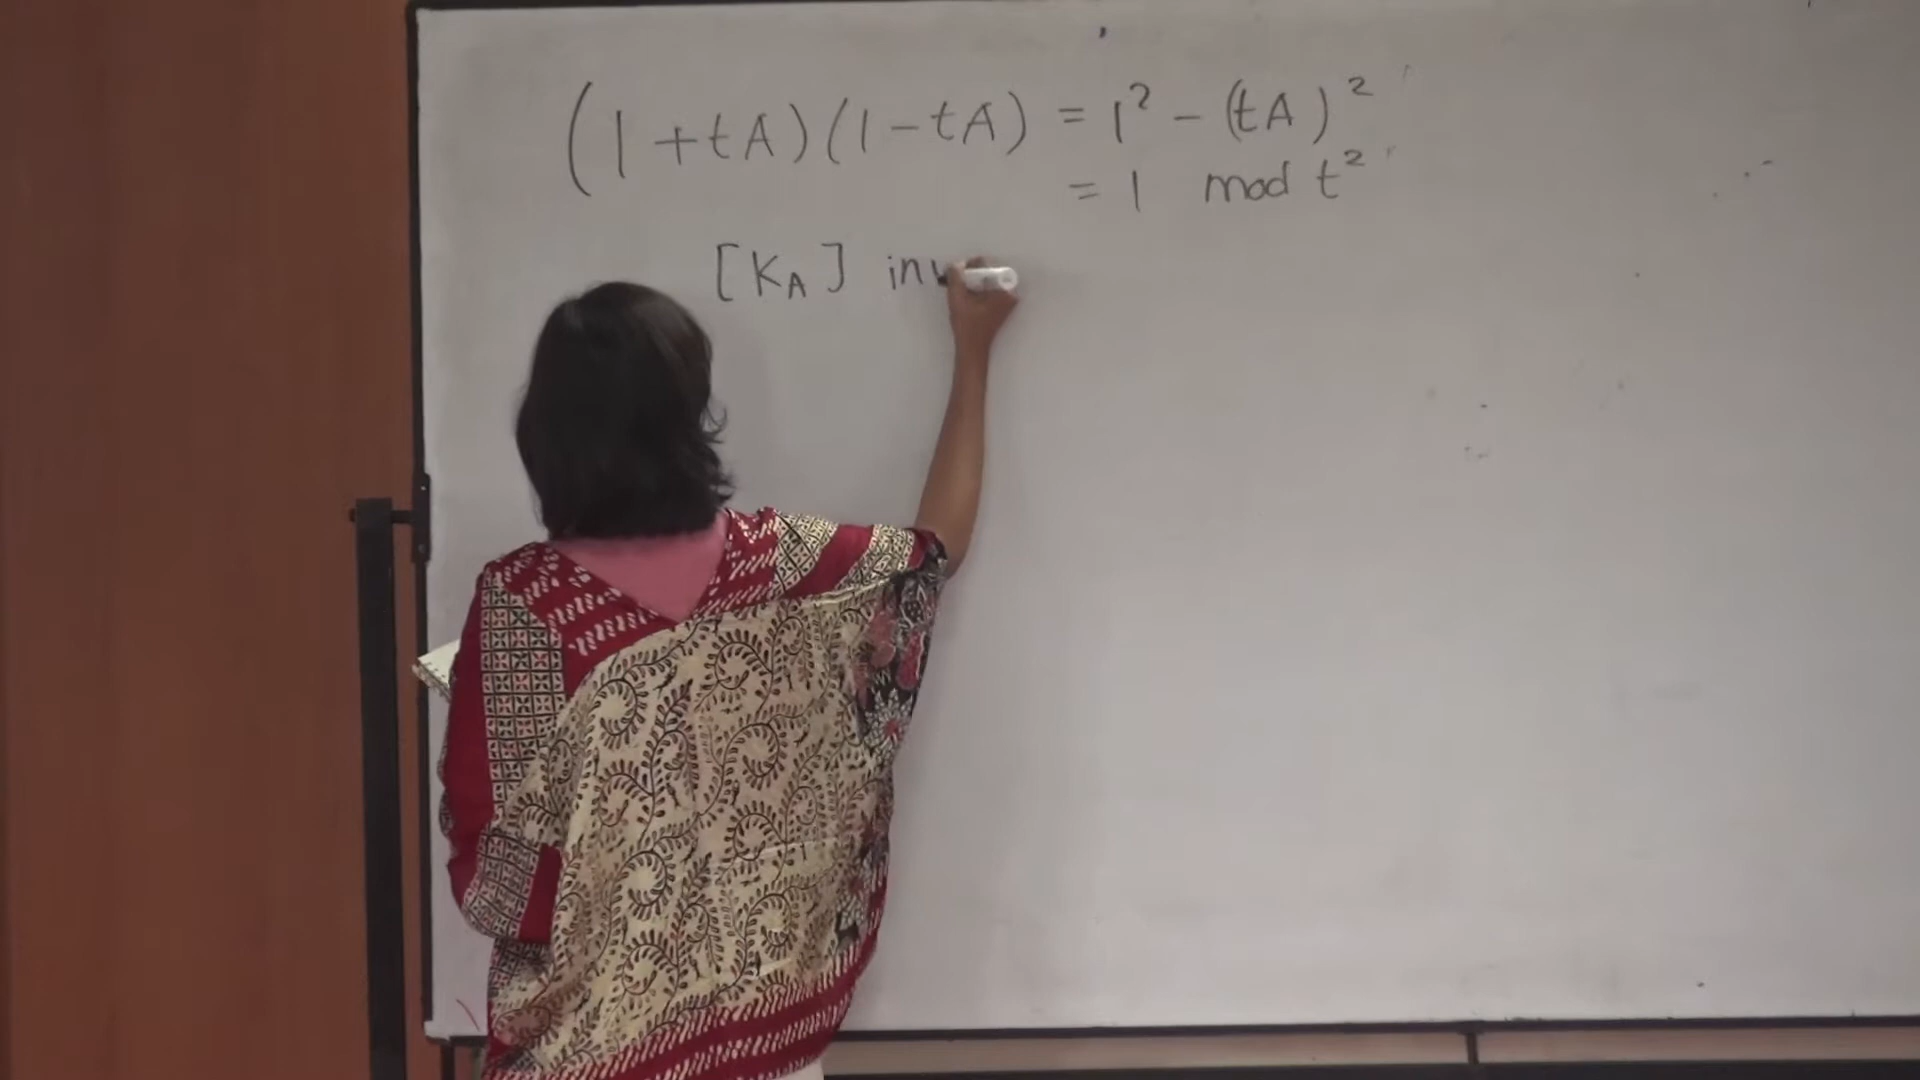 (1+tA)(1-tA) = 1² - (tA)²
= 1 mod t²
[K_A] inv